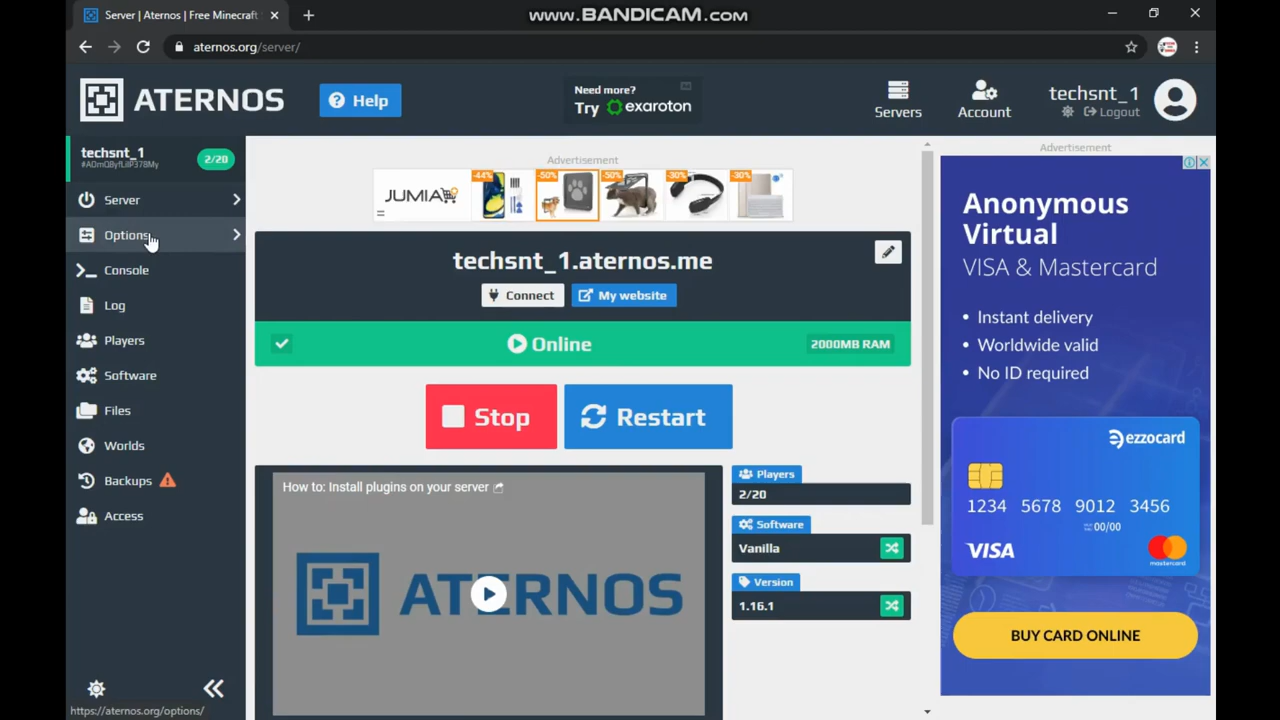 Server | Aternos | Free Minecraft
www.BANDICAM.com
aternos.org/server/
ATERNOS
Help
Need more?
Ad
Try exaroton
Servers
Account
techsnt_1
Logout
techsnt_1
2/20
Server
Options
Console
Log
Players
Software
Files
Worlds
Backups
Access
https://aternos.org/options/
Advertisement
JUMIA
-44%
-50%
-50%
-30%
-30%
techsnt_1.aternos.me
Connect
My website
Online
2000MB RAM
Stop
Restart
How to: Install plugins on your server
ATERNOS
Players
2/20
Software
Vanilla
Version
1.16.1
Advertisement
Anonymous
Virtual
VISA & Mastercard
• Instant delivery
• Worldwide valid
• No ID required
ezzocard
1234 5678 9012 3456
00/00
VISA
mastercard
BUY CARD ONLINE